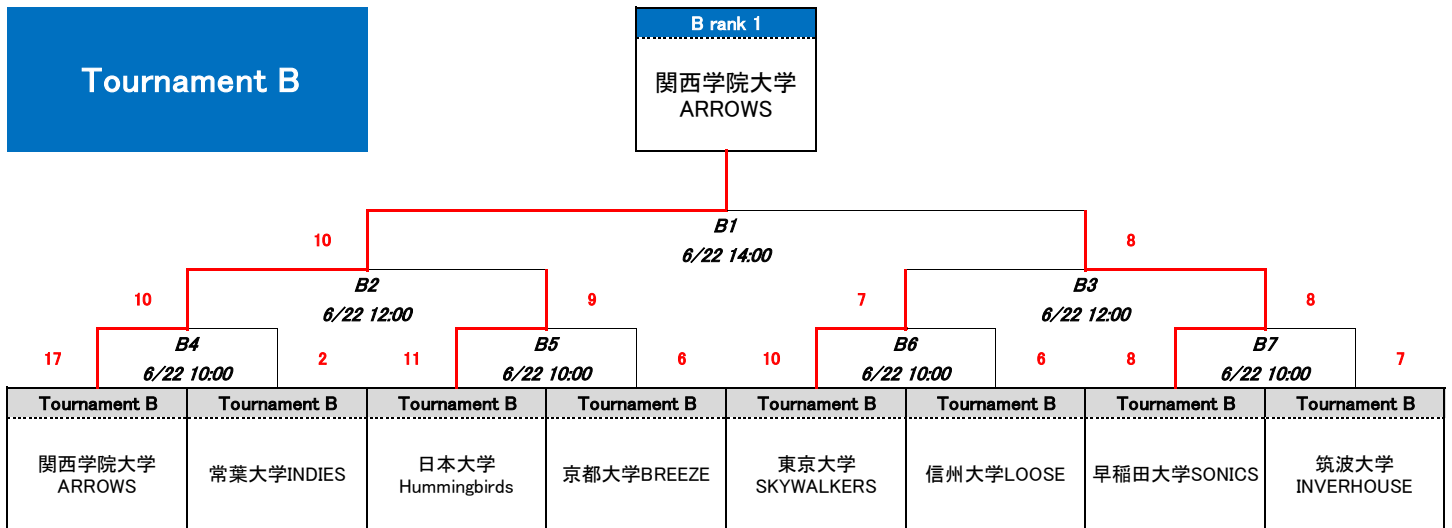 Tournament B
B rank 1
関西学院大学
ARROWS
B1
6/22 14:00
10
8
B2
6/22 12:00
B3
6/22 12:00
10
9
7
8
B4
6/22 10:00
B5
6/22 10:00
B6
6/22 10:00
B7
6/22 10:00
17
2
11
6
10
6
8
7
Tournament B
Tournament B
Tournament B
Tournament B
Tournament B
Tournament B
Tournament B
Tournament B
関西学院大学
ARROWS
常葉大学INDIES
日本大学
Hummingbirds
京都大学BREEZE
東京大学
SKYWALKERS
信州大学LOOSE
早稲田大学SONICS
筑波大学
INVERHOUSE